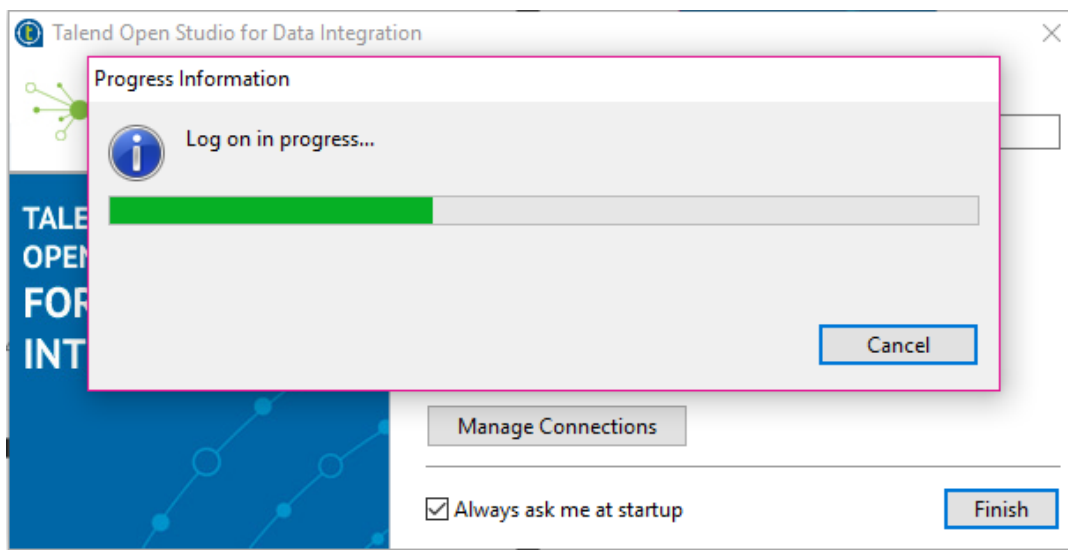 Talend Open Studio for Data Integration
Progress Information
Log on in progress...
TALE
OPEN
FOR
INT
Cancel
Manage Connections
Always ask me at startup
Finish